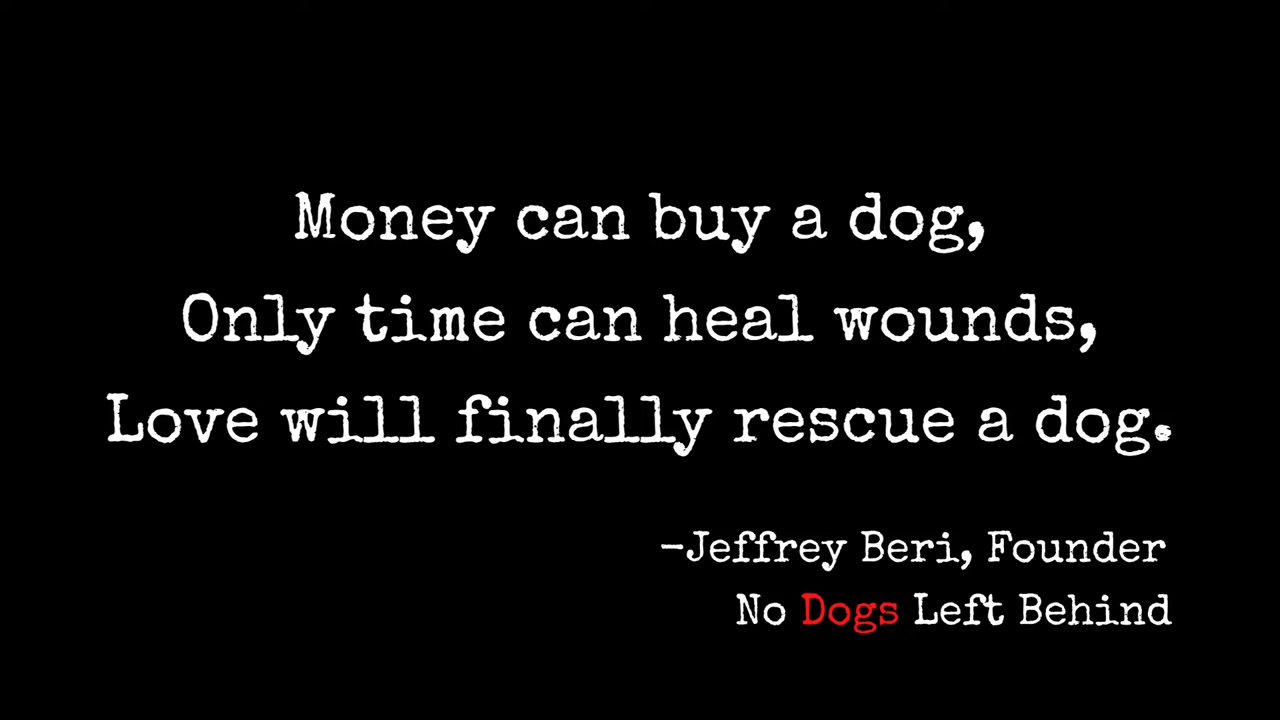 Money can buy a dog,
Only time can heal wounds,
Love will finally rescue a dog.
-Jeffrey Beri, Founder
No Dogs Left Behind